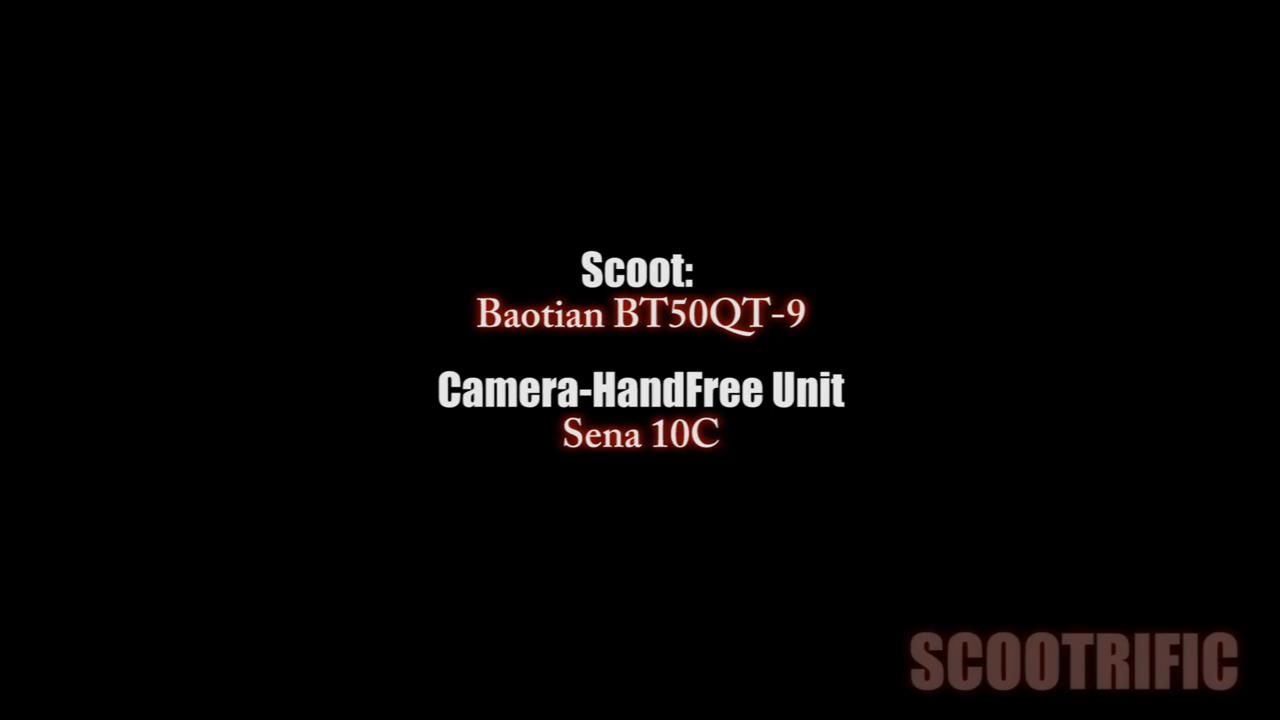 Scoot:
Baotian BT50QT-9
Camera-HandFree Unit
Sena 10C
SCOOTRIFIC